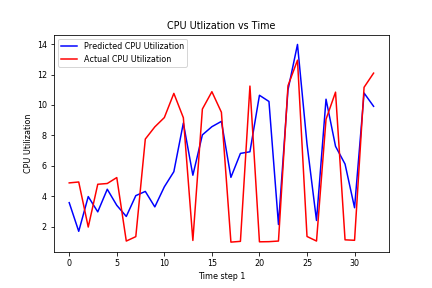 CPU Utlization vs Time
Predicted CPU Utilization
Actual CPU Utilization
14
12
10
8
6
4
2
CPU Utilization
0 5 10 15 20 25 30
Time step 1